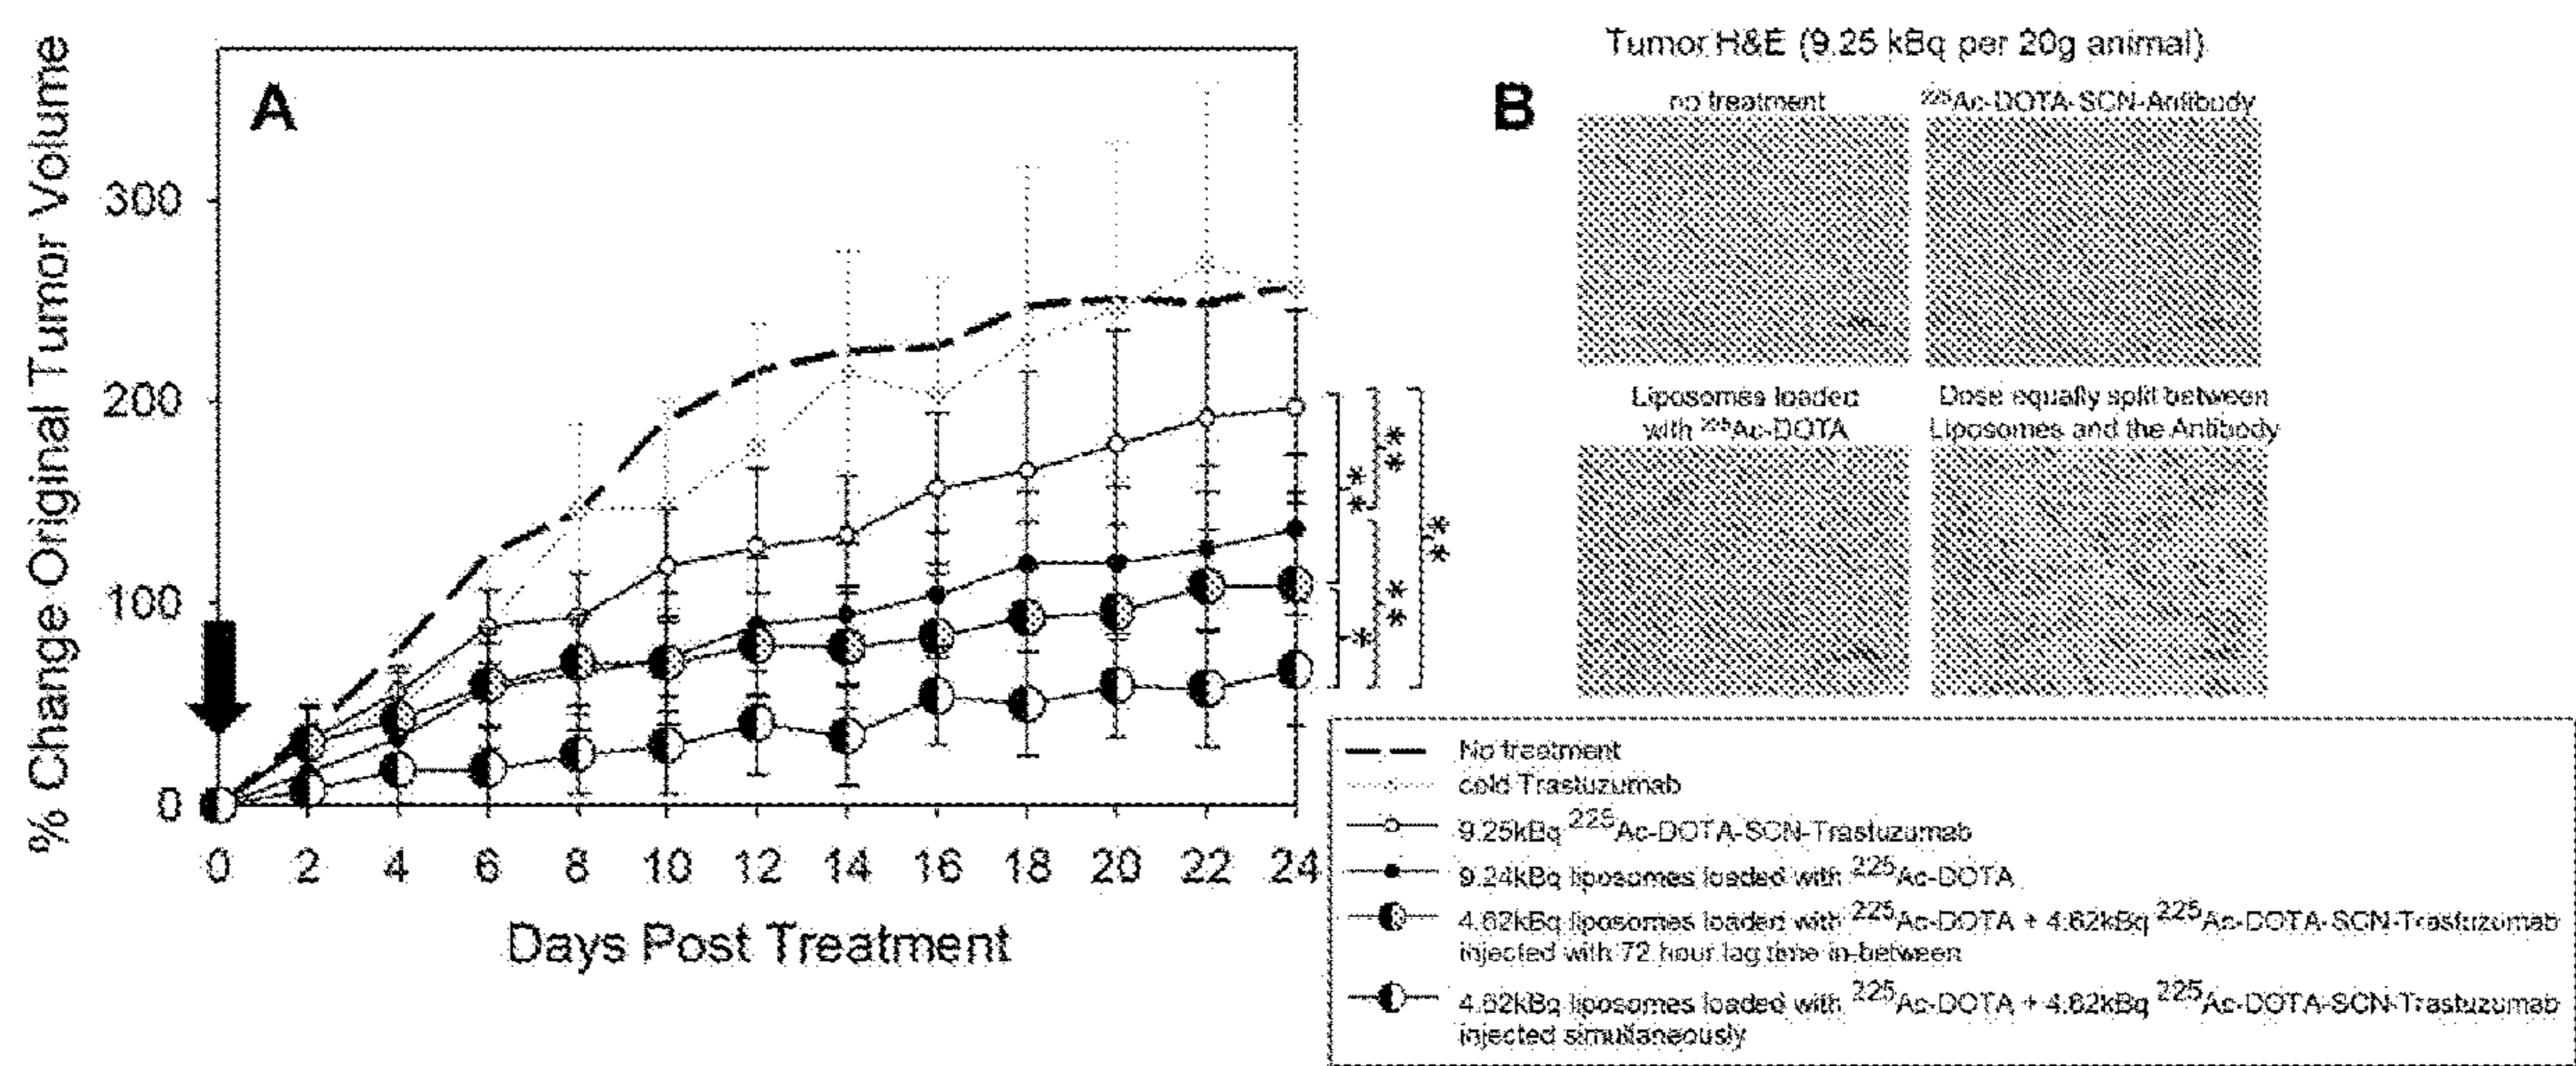 A
% Change Original Tumor Volume
300
200
100
0
0 2 4 6 8 10 12 14 16 18 20 22 24
Days Post Treatment
**
**
**
*
**
Tumor H&E (9.25 kBq per 20g animal)
B
no treatment
225Ac-DOTA-SCN-Antibody
Liposomes loaded
with 225Ac-DOTA
Dose equally split between
Liposomes and the Antibody
No treatment
cold Trastuzumab
9.25kBq 225Ac-DOTA-SCN-Trastuzumab
9.24kBq liposomes loaded with 225Ac-DOTA
4.62kBq liposomes loaded with 225Ac-DOTA + 4.62kBq 225Ac-DOTA-SCN-Trastuzumab
injected with 72 hour lag time in-between
4.62kBq liposomes loaded with 225Ac-DOTA + 4.62kBq 225Ac-DOTA-SCN-Trastuzumab
injected simultaneously